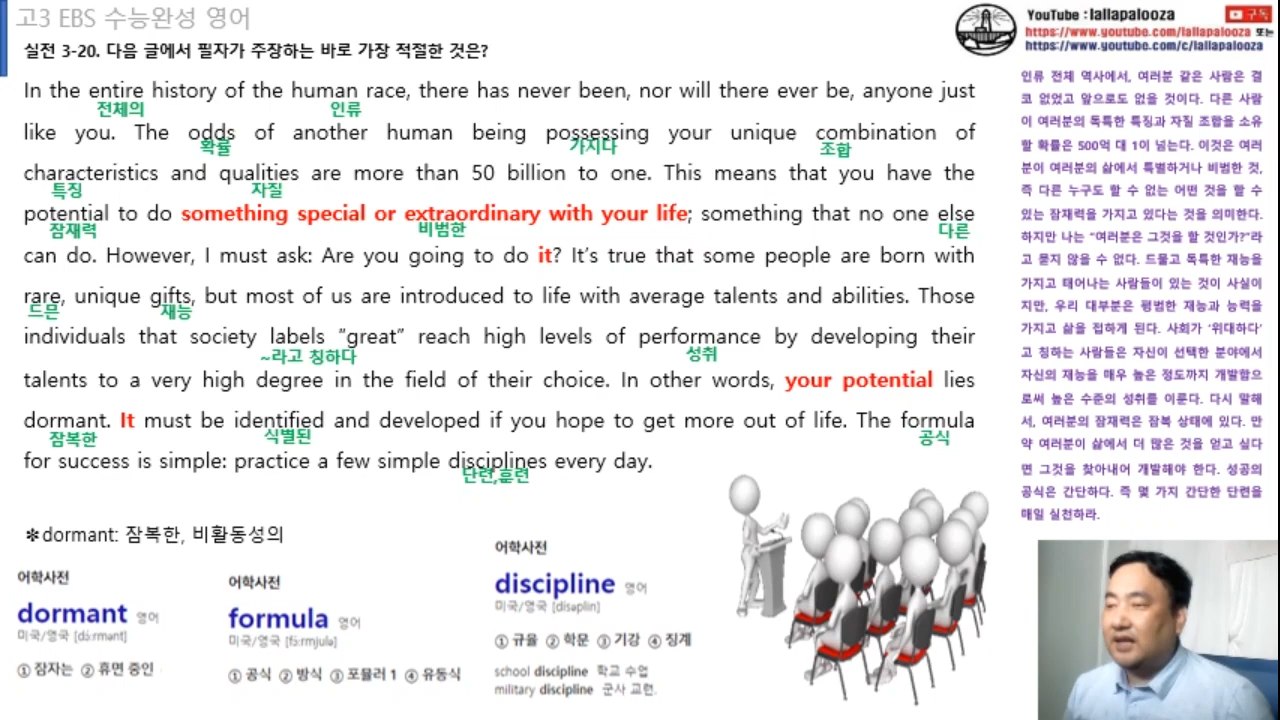 고3 EBS 수능완성 영어
실전 3-20. 다음 글에서 필자가 주장하는 바로 가장 적절한 것은?
In the entire history of the human race, there has never been, nor will there ever be, anyone just
전체의 인류
like you. The odds of another human being possessing your unique combination of
확률 가지다 조합
characteristics and qualities are more than 50 billion to one. This means that you have the
특징 자질
potential to do something special or extraordinary with your life; something that no one else
잠재력 비범한 다른
can do. However, I must ask: Are you going to do it? It's true that some people are born with
rare, unique gifts, but most of us are introduced to life with average talents and abilities. Those
드믄 재능
individuals that society labels “great” reach high levels of performance by developing their
~라고 칭하다 성취
talents to a very high degree in the field of their choice. In other words, your potential lies
dormant. It must be identified and developed if you hope to get more out of life. The formula
잠복한 식별된 공식
for success is simple: practice a few simple disciplines every day.
단련,훈련
✻dormant: 잠복한, 비활동성의
어학사전
dormant 영어
미국/영국 [dɔ́ːrmənt]
① 잠자는 ② 휴면 중인
어학사전
formula 영어
미국/영국 [fɔ́ːrmjulə]
① 공식 ② 방식 ③ 포뮬러 1 ④ 유동식
어학사전
discipline 영어
미국/영국 [dísəplin]
① 규율 ② 학문 ③ 기강 ④ 징계
school discipline 학교 수업
military discipline 군사 교련.
YouTube : lallapalooza
구독
https://www.youtube.com/lallapalooza 또는
https://www.youtube.com/c/lallapalooza
인류 전체 역사에서, 여러분 같은 사람은 결
코 없었고 앞으로도 없을 것이다. 다른 사람
이 여러분의 독특한 특징과 자질 조합을 소유
할 확률은 500억 대 1이 넘는다. 이것은 여러
분이 여러분의 삶에서 특별하거나 비범한 것,
즉 다른 누구도 할 수 없는 어떤 것을 할 수
있는 잠재력을 가지고 있다는 것을 의미한다.
하지만 나는 “여러분은 그것을 할 것인가?”라
고 묻지 않을 수 없다. 드물고 독특한 재능을
가지고 태어나는 사람들이 있는 것이 사실이
지만, 우리 대부분은 평범한 재능과 능력을
가지고 삶을 접하게 된다. 사회가 ‘위대하다’
고 칭하는 사람들은 자신이 선택한 분야에서
자신의 재능을 매우 높은 정도까지 개발함으
로써 높은 수준의 성취를 이룬다. 다시 말해
서, 여러분의 잠재력은 잠복 상태에 있다. 만
약 여러분이 삶에서 더 많은 것을 얻고 싶다
면 그것을 찾아내어 개발해야 한다. 성공의
공식은 간단하다. 즉 몇 가지 간단한 단련을
매일 실천하라.